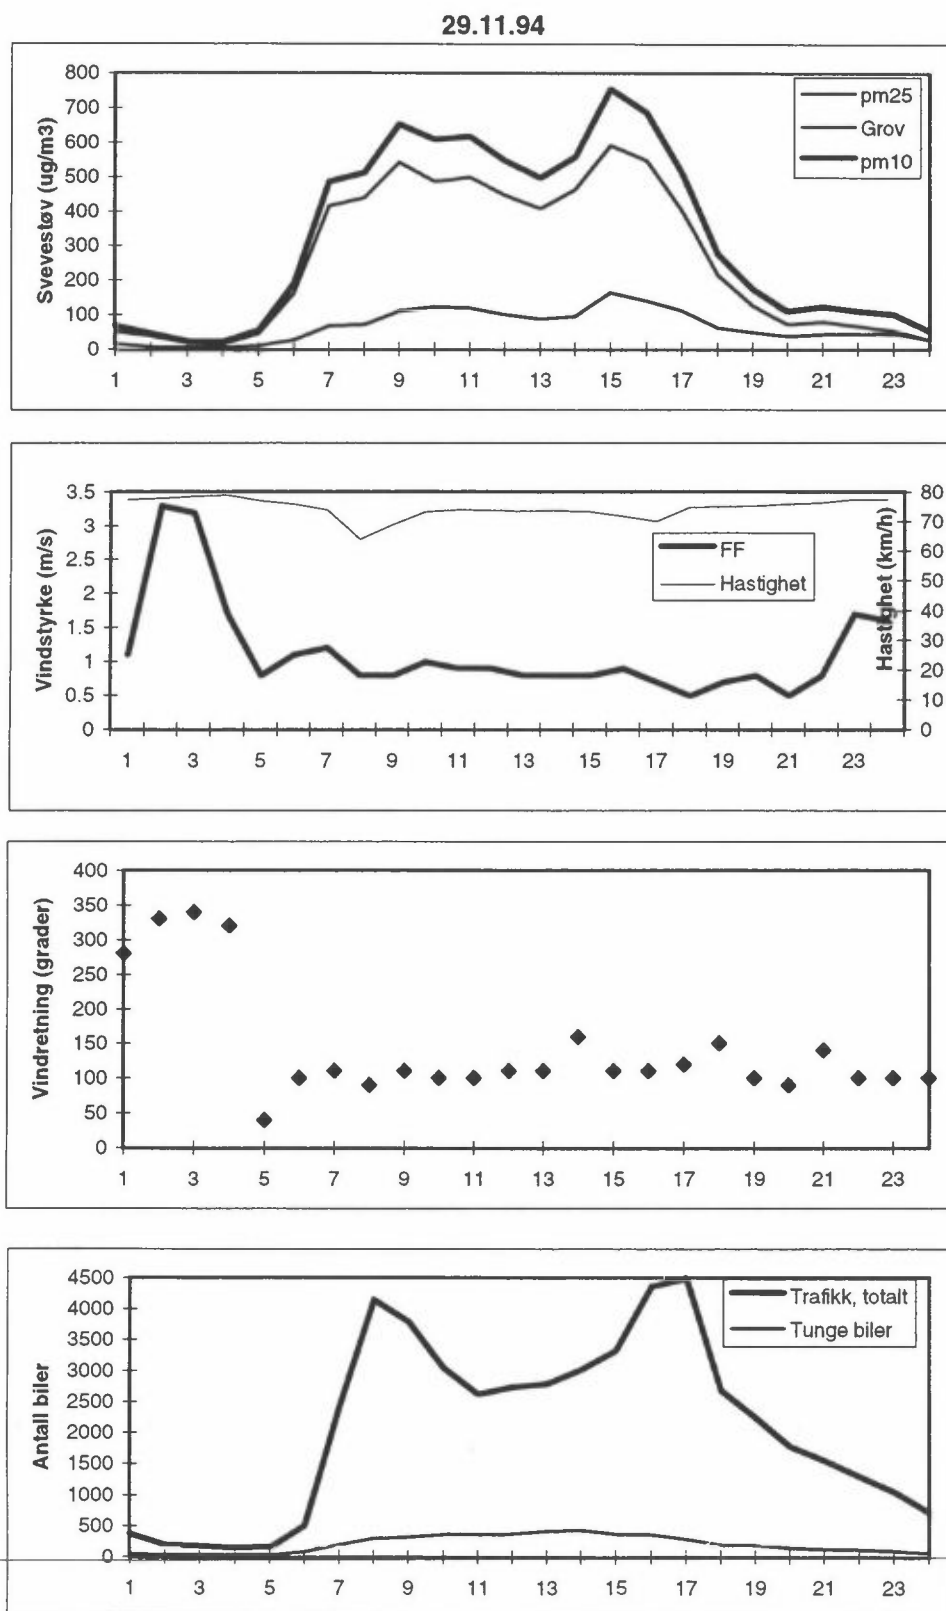 29.11.94
Svevestøv (ug/m3)
800
700
600
500
400
300
200
100
0
pm25
Grov
pm10
1 3 5 7 9 11 13 15 17 19 21 23
Vindstyrke (m/s)
3.5
3
2.5
2
1.5
1
0.5
0
FF
Hastighet
80
70
60
50
40
30
20
10
0
Hastighet (km/h)
1 3 5 7 9 11 13 15 17 19 21 23
Vindretning (grader)
400
350
300
250
200
150
100
50
0
1 3 5 7 9 11 13 15 17 19 21 23
Antall biler
4500
4000
3500
3000
2500
2000
1500
1000
500
0
Trafikk, totalt
Tunge biler
1 3 5 7 9 11 13 15 17 19 21 23